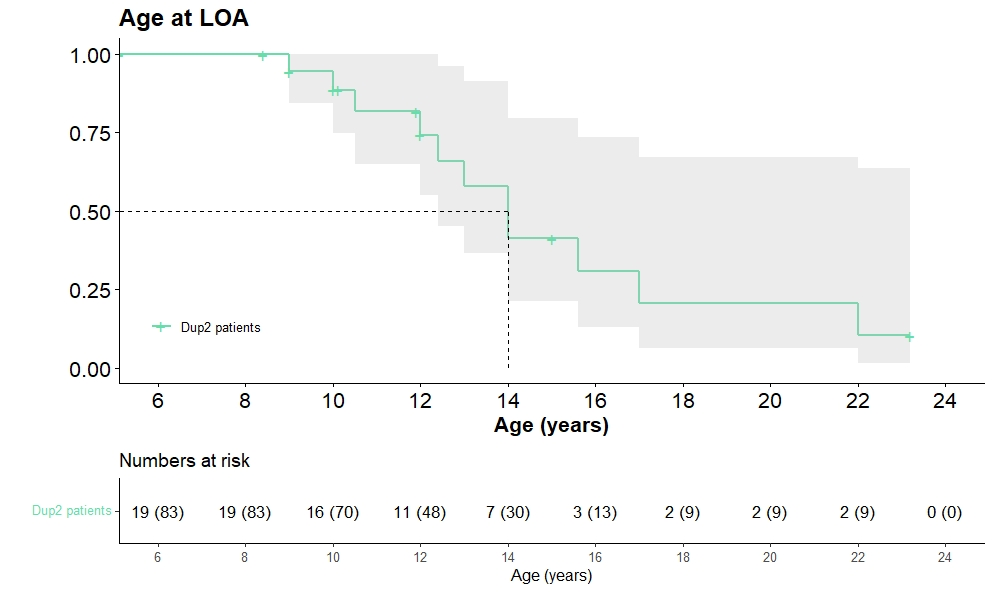 Age at LOA
1.00
0.75
0.50
0.25
0.00
Dup2 patients
6 8 10 12 14 16 18 20 22 24
Age (years)
Numbers at risk
Dup2 patients 19 (83) 19 (83) 16 (70) 11 (48) 7 (30) 3 (13) 2 (9) 2 (9) 2 (9) 0 (0)
6 8 10 12 14 16 18 20 22 24
Age (years)